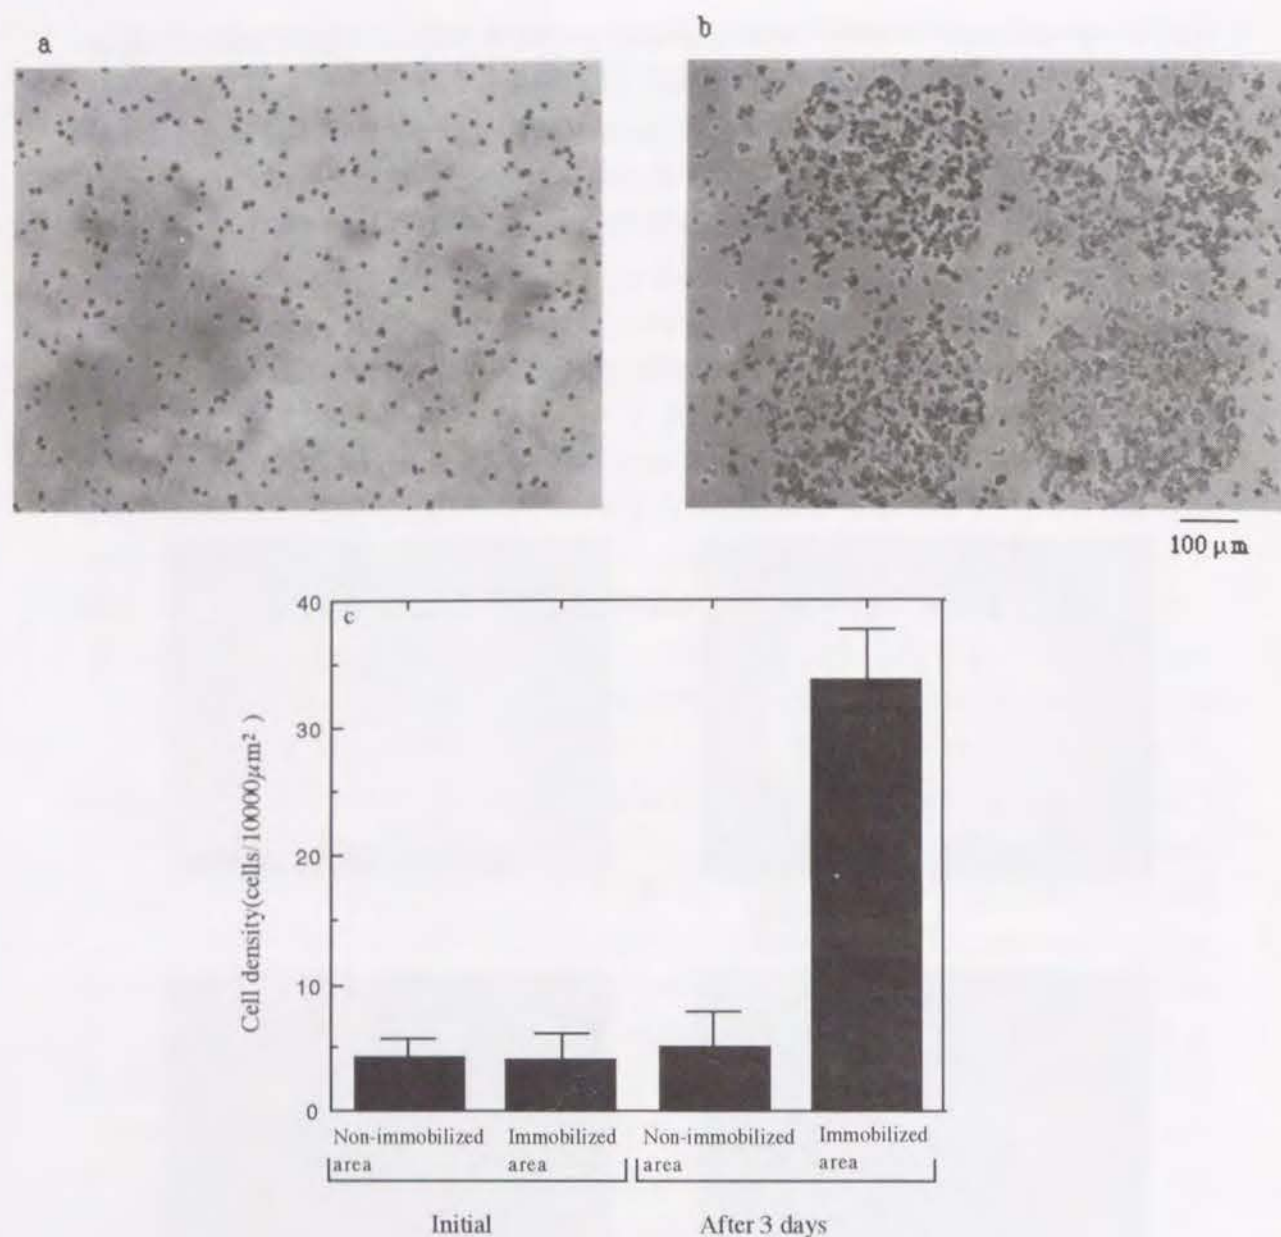 a
b
100 μm
c
40
30
20
10
0
Cell density(cells/10000μm²)
Non-immobilized area
Immobilized area
Non-immobilized area
Immobilized area
Initial
After 3 days